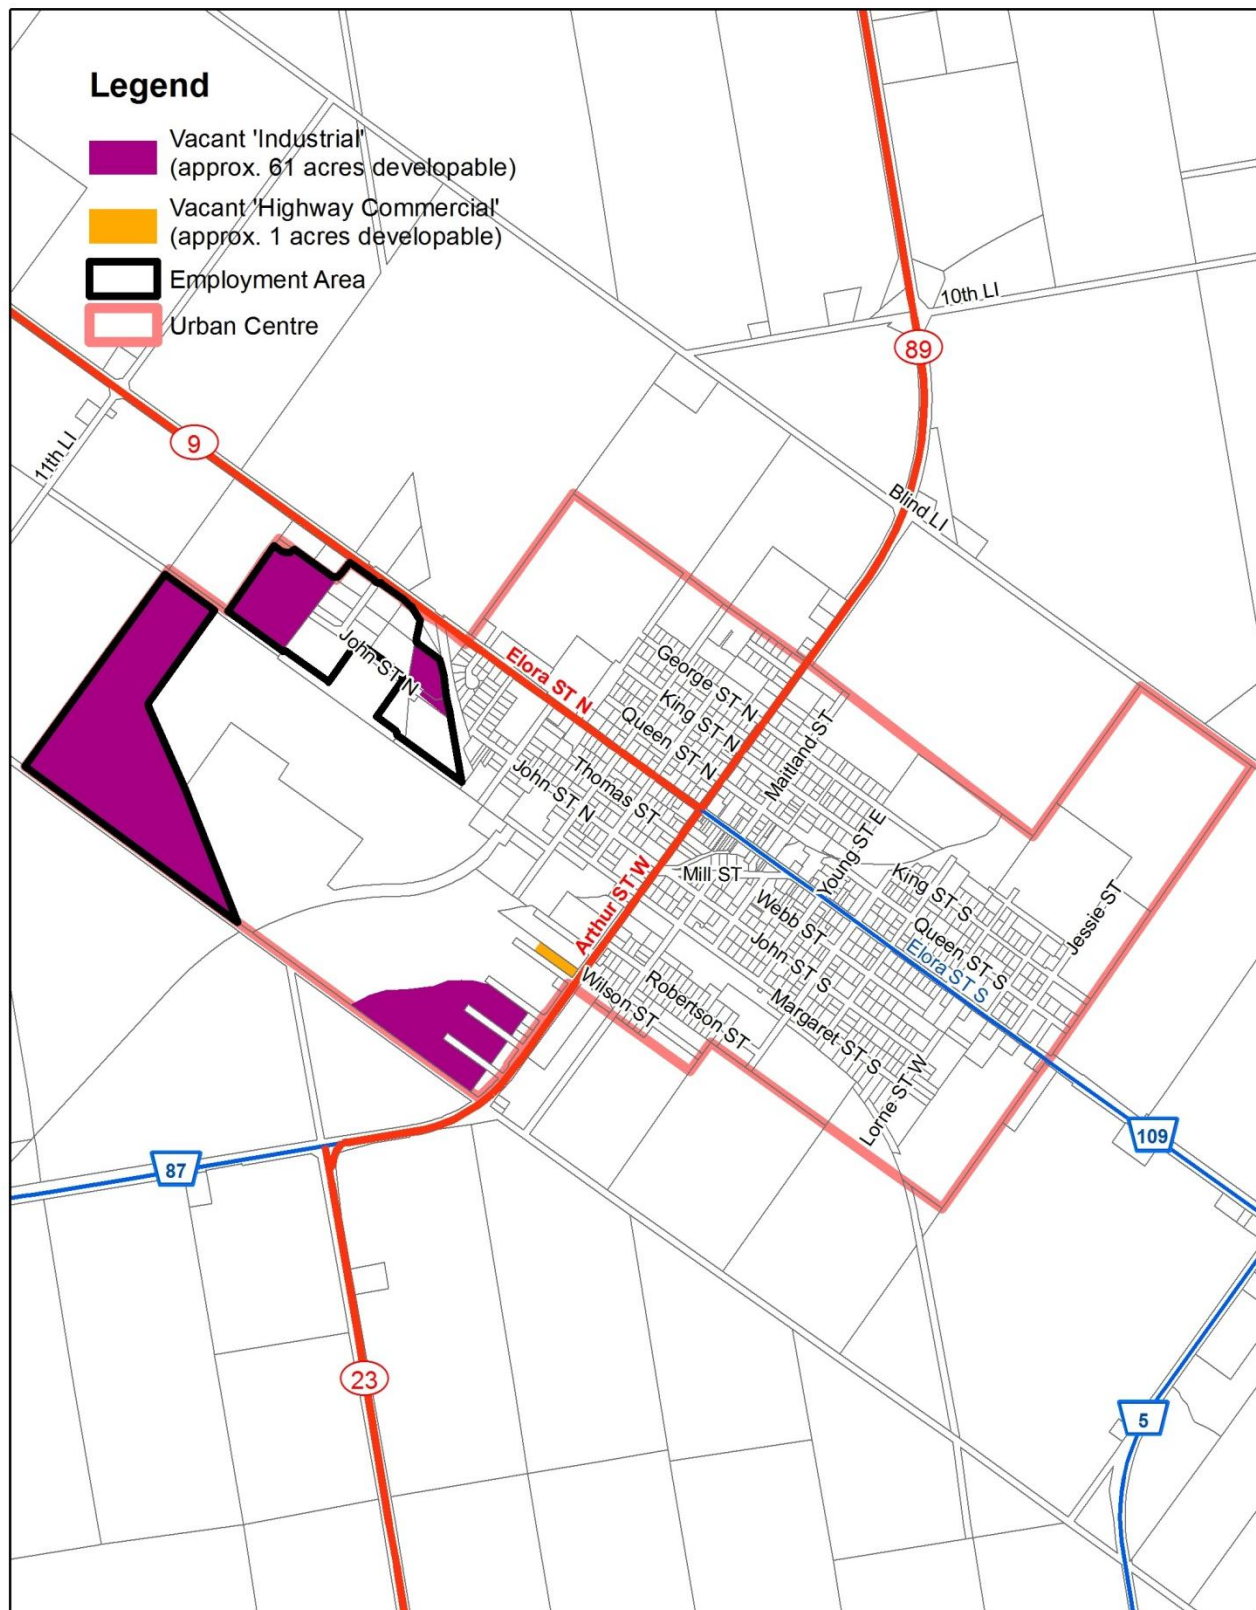 Legend
Vacant 'Industrial'
(approx. 61 acres developable)
Vacant 'Highway Commercial'
(approx. 1 acres developable)
Employment Area
Urban Centre
10th LI
89
9
11th LI
Blind LI
John ST N
Elora ST N
George ST N
King ST N
Queen ST N
Maitland ST
Thomas ST
John ST N
Mill ST
Young ST E
King ST S
Arthur ST W
Webb ST
Queen ST S
Jessie ST
Elora ST S
John ST S
Wilson ST
Robertson ST
Margaret ST S
Lorne ST W
109
87
23
5